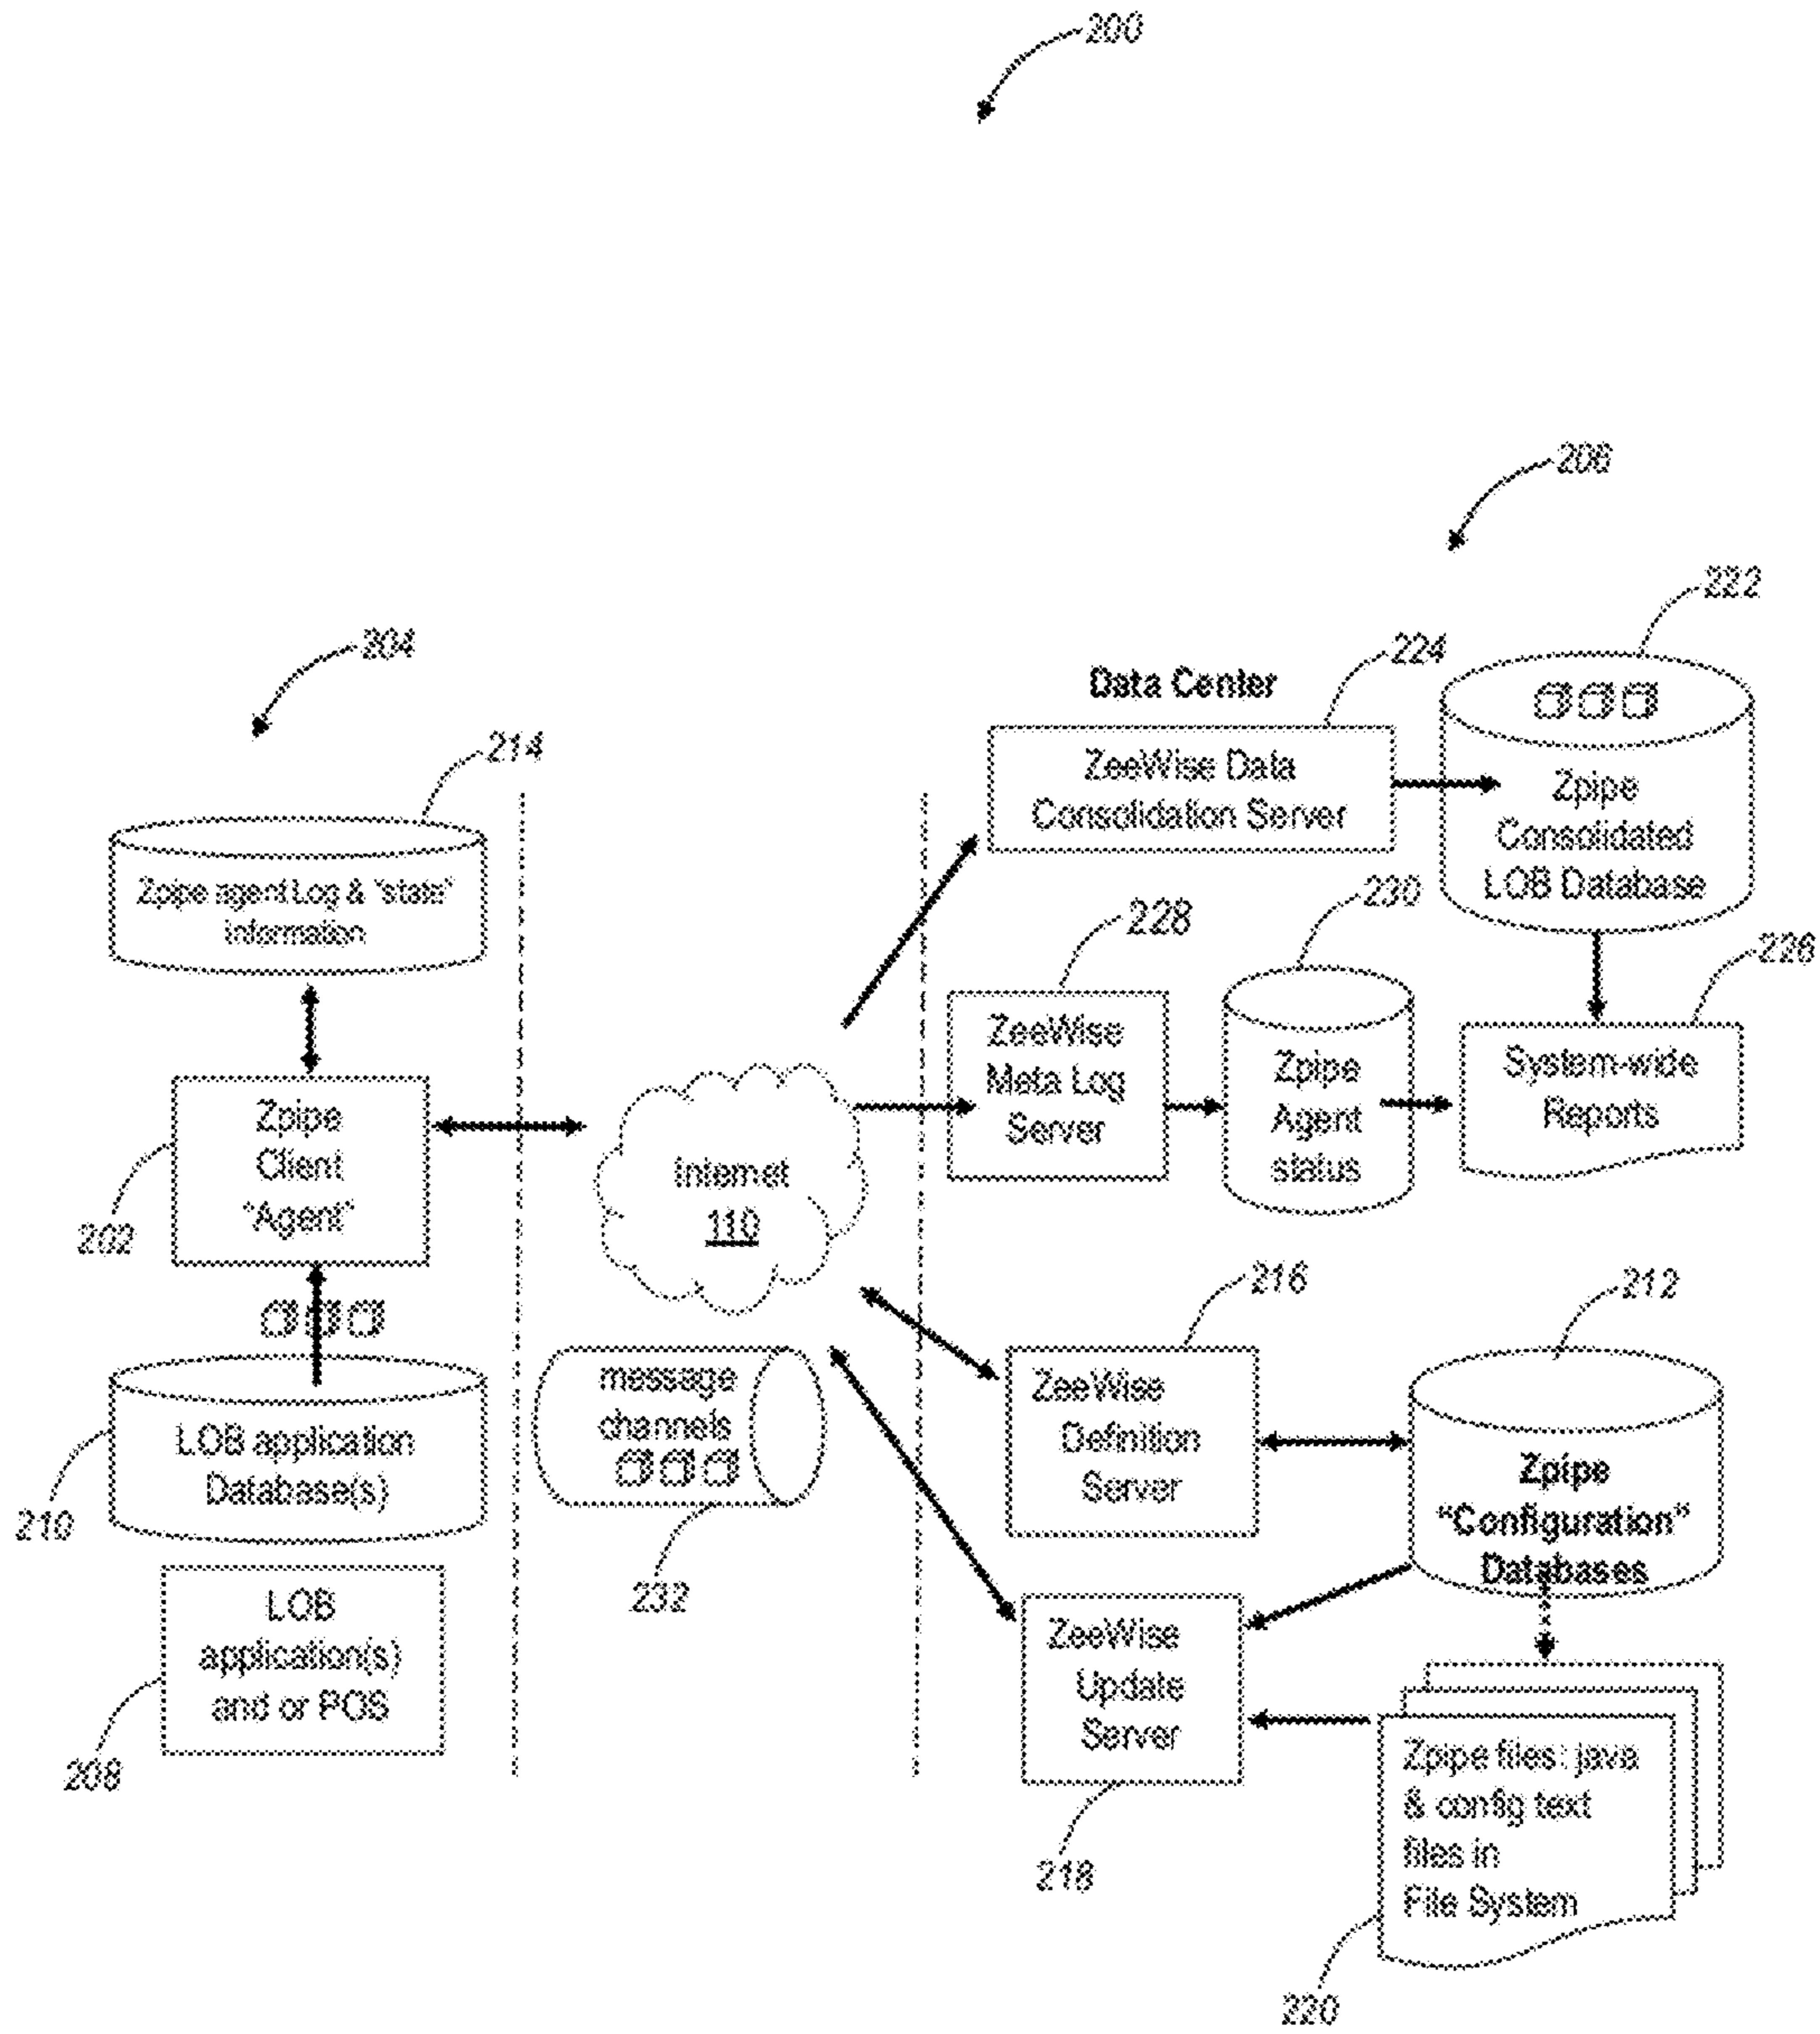 200
206
222
204
224
Data Center
214
ZeeWise Data
Consolidation Server
Zpipe
Consolidated
LOB Database
Zpipe agent Log & "state"
Information
228
230
226
ZeeWise
Meta Log
Server
Zpipe
Agent
status
System-wide
Reports
Zpipe
Client
"Agent"
202
Internet
110
216
212
message
channels
ZeeWise
Definition
Server
LOB application
Database(s)
210
Zpipe
"Configuration"
Databases
232
LOB
application(s)
and or POS
208
ZeeWise
Update
Server
218
Zpipe files: java
& config text
files in
File System
220